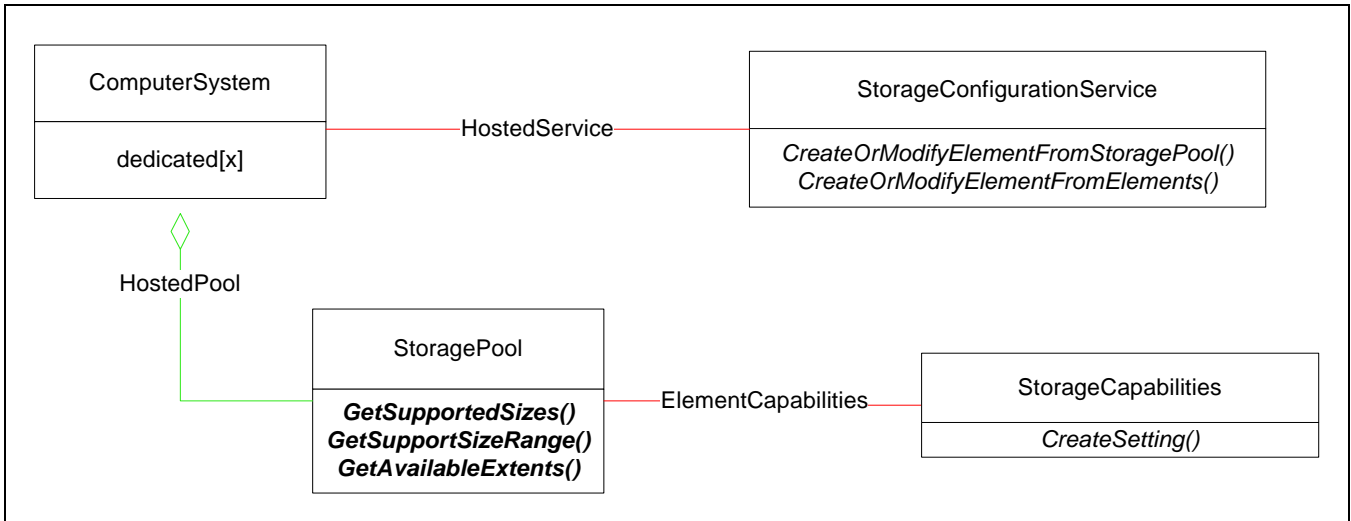 ComputerSystem
dedicated[x]
HostedService
StorageConfigurationService
CreateOrModifyElementFromStoragePool()
CreateOrModifyElementFromElements()
HostedPool
StoragePool
GetSupportedSizes()
GetSupportSizeRange()
GetAvailableExtents()
ElementCapabilities
StorageCapabilities
CreateSetting()